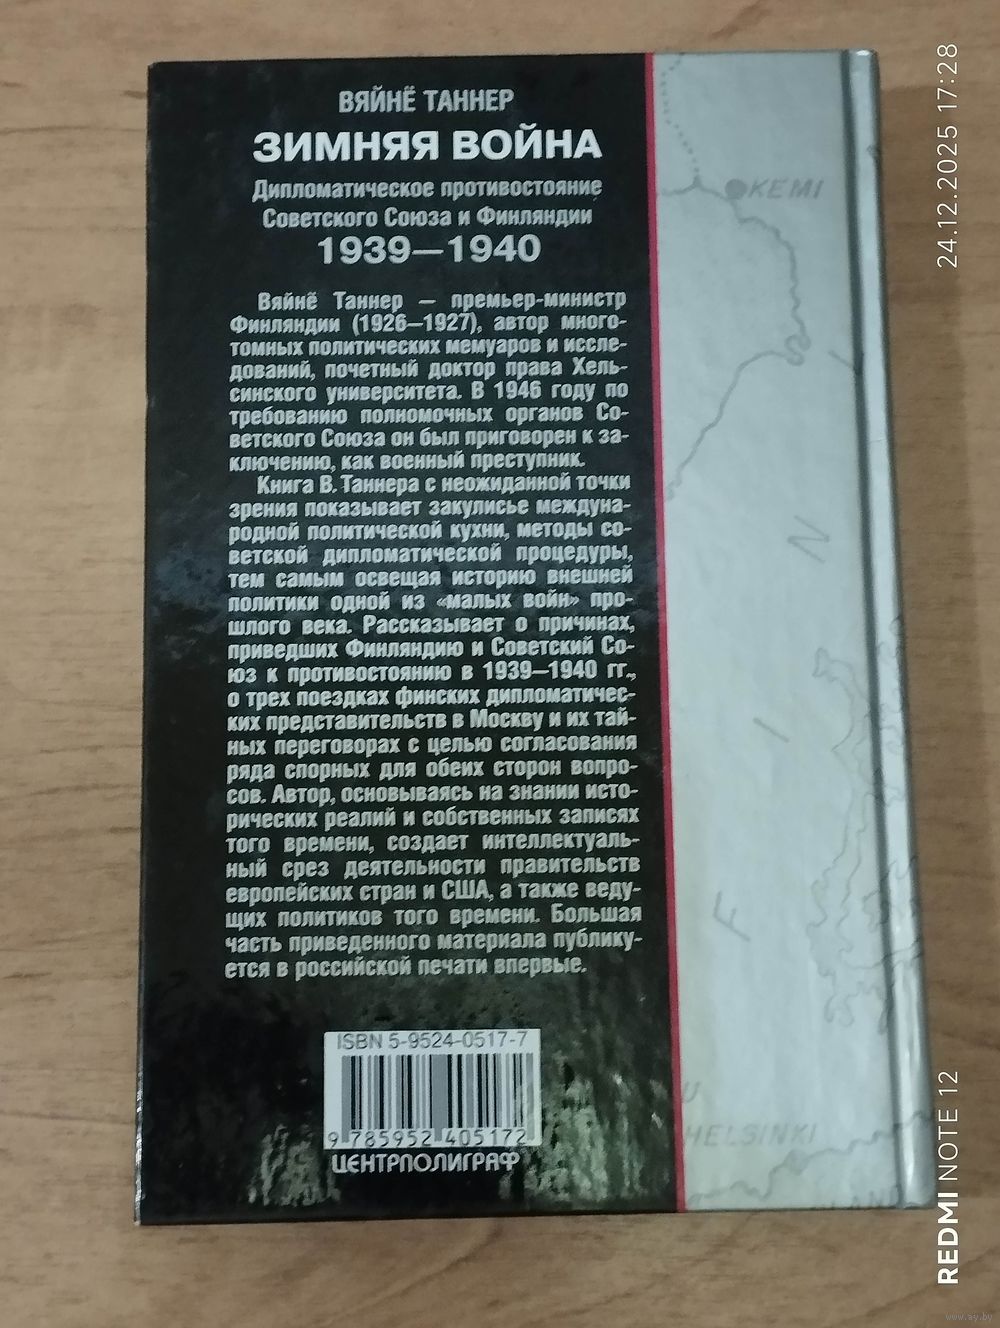 ВЯЙНЁ ТАННЕР
ЗИМНЯЯ ВОЙНА
Дипломатическое противостояние
Советского Союза и Финляндии
1939—1940
Вяйнё Таннер — премьер-министр
Финляндии (1926—1927), автор много-
томных политических мемуаров и иссле-
дований, почетный доктор права Хель-
синского университета. В 1946 году по
требованию полномочных органов Со-
ветского Союза он был приговорен к за-
ключению, как военный преступник.
Книга В. Таннера с неожиданной точки
зрения показывает закулисье междуна-
родной политической кухни, методы со-
ветской дипломатической процедуры,
тем самым освещая историю внешней
политики одной из «малых войн» про-
шлого века. Рассказывает о причинах,
приведших Финляндию и Советский Со-
юз к противостоянию в 1939—1940 гг.,
о трех поездках финских дипломатичес-
ких представительств в Москву и их тай-
ных переговорах с целью согласования
ряда спорных для обеих сторон вопро-
сов. Автор, основываясь на знании исто-
рических реалий и собственных записях
того времени, создает интеллектуаль-
ный срез деятельности правительств
европейских стран и США, а также веду-
щих политиков того времени. Большая
часть приведенного материала публику-
ется в российской печати впервые.
ISBN 5-9524-0517-7
9 785952 405172
ЦЕНТРПОЛИГРАФ
KEMI
N
I
F
U
HELSINKI
24.12.2025 17:28
REDMI NOTE 12
www.ay.by